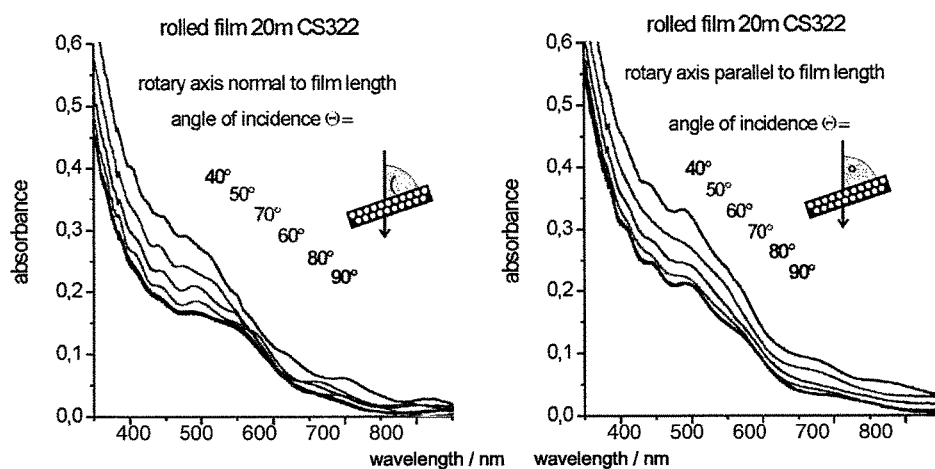 rolled film 20m CS322
rotary axis normal to film length
angle of incidence Θ=
40°
50°
70°
60°
80°
90°
absorbance
0,6
0,5
0,4
0,3
0,2
0,1
0,0
400 500 600 700 800
wavelength / nm
rolled film 20m CS322
rotary axis parallel to film length
angle of incidence Θ=
40°
50°
60°
70°
80°
90°
absorbance
0,6
0,5
0,4
0,3
0,2
0,1
0,0
400 500 600 700 800
wavelength / nm